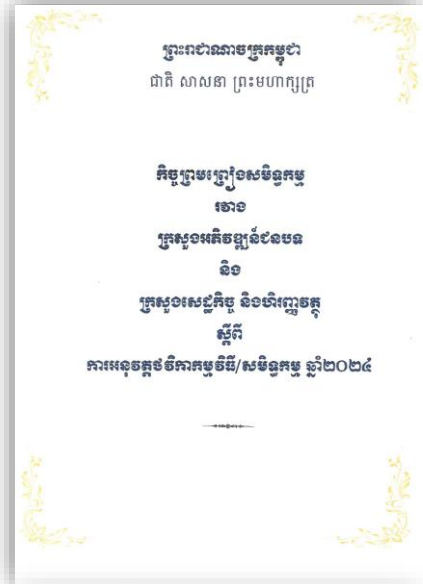 ព្រះរាជាណាចក្រកម្ពុជា
ជាតិ សាសនា ព្រះមហាក្សត្រ
កិច្ចព្រមព្រៀងសមិទ្ធកម្ម
រវាង
ក្រសួងអភិវឌ្ឍន៍ជនបទ
និង
ក្រសួងសេដ្ឋកិច្ច និងហិរញ្ញវត្ថុ
ស្តីពី
ការអនុវត្តថវិកាកម្មវិធី/សមិទ្ធកម្ម ឆ្នាំ២០២៤